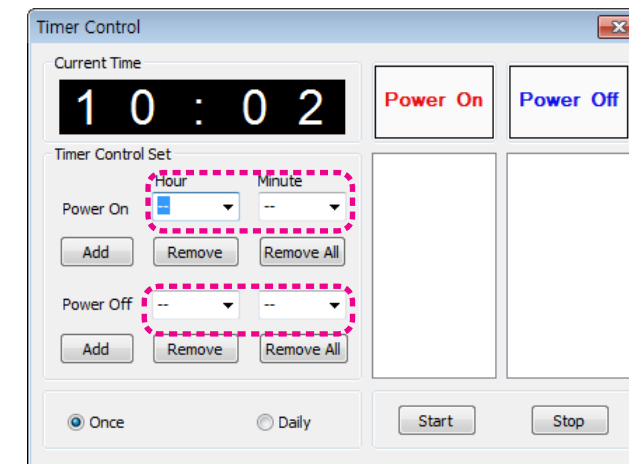 Timer Control
Current Time
10:02
Power On Power Off
Timer Control Set
Hour Minute
Power On -- --
Add Remove Remove All
Power Off -- --
Add Remove Remove All
Once Daily Start Stop